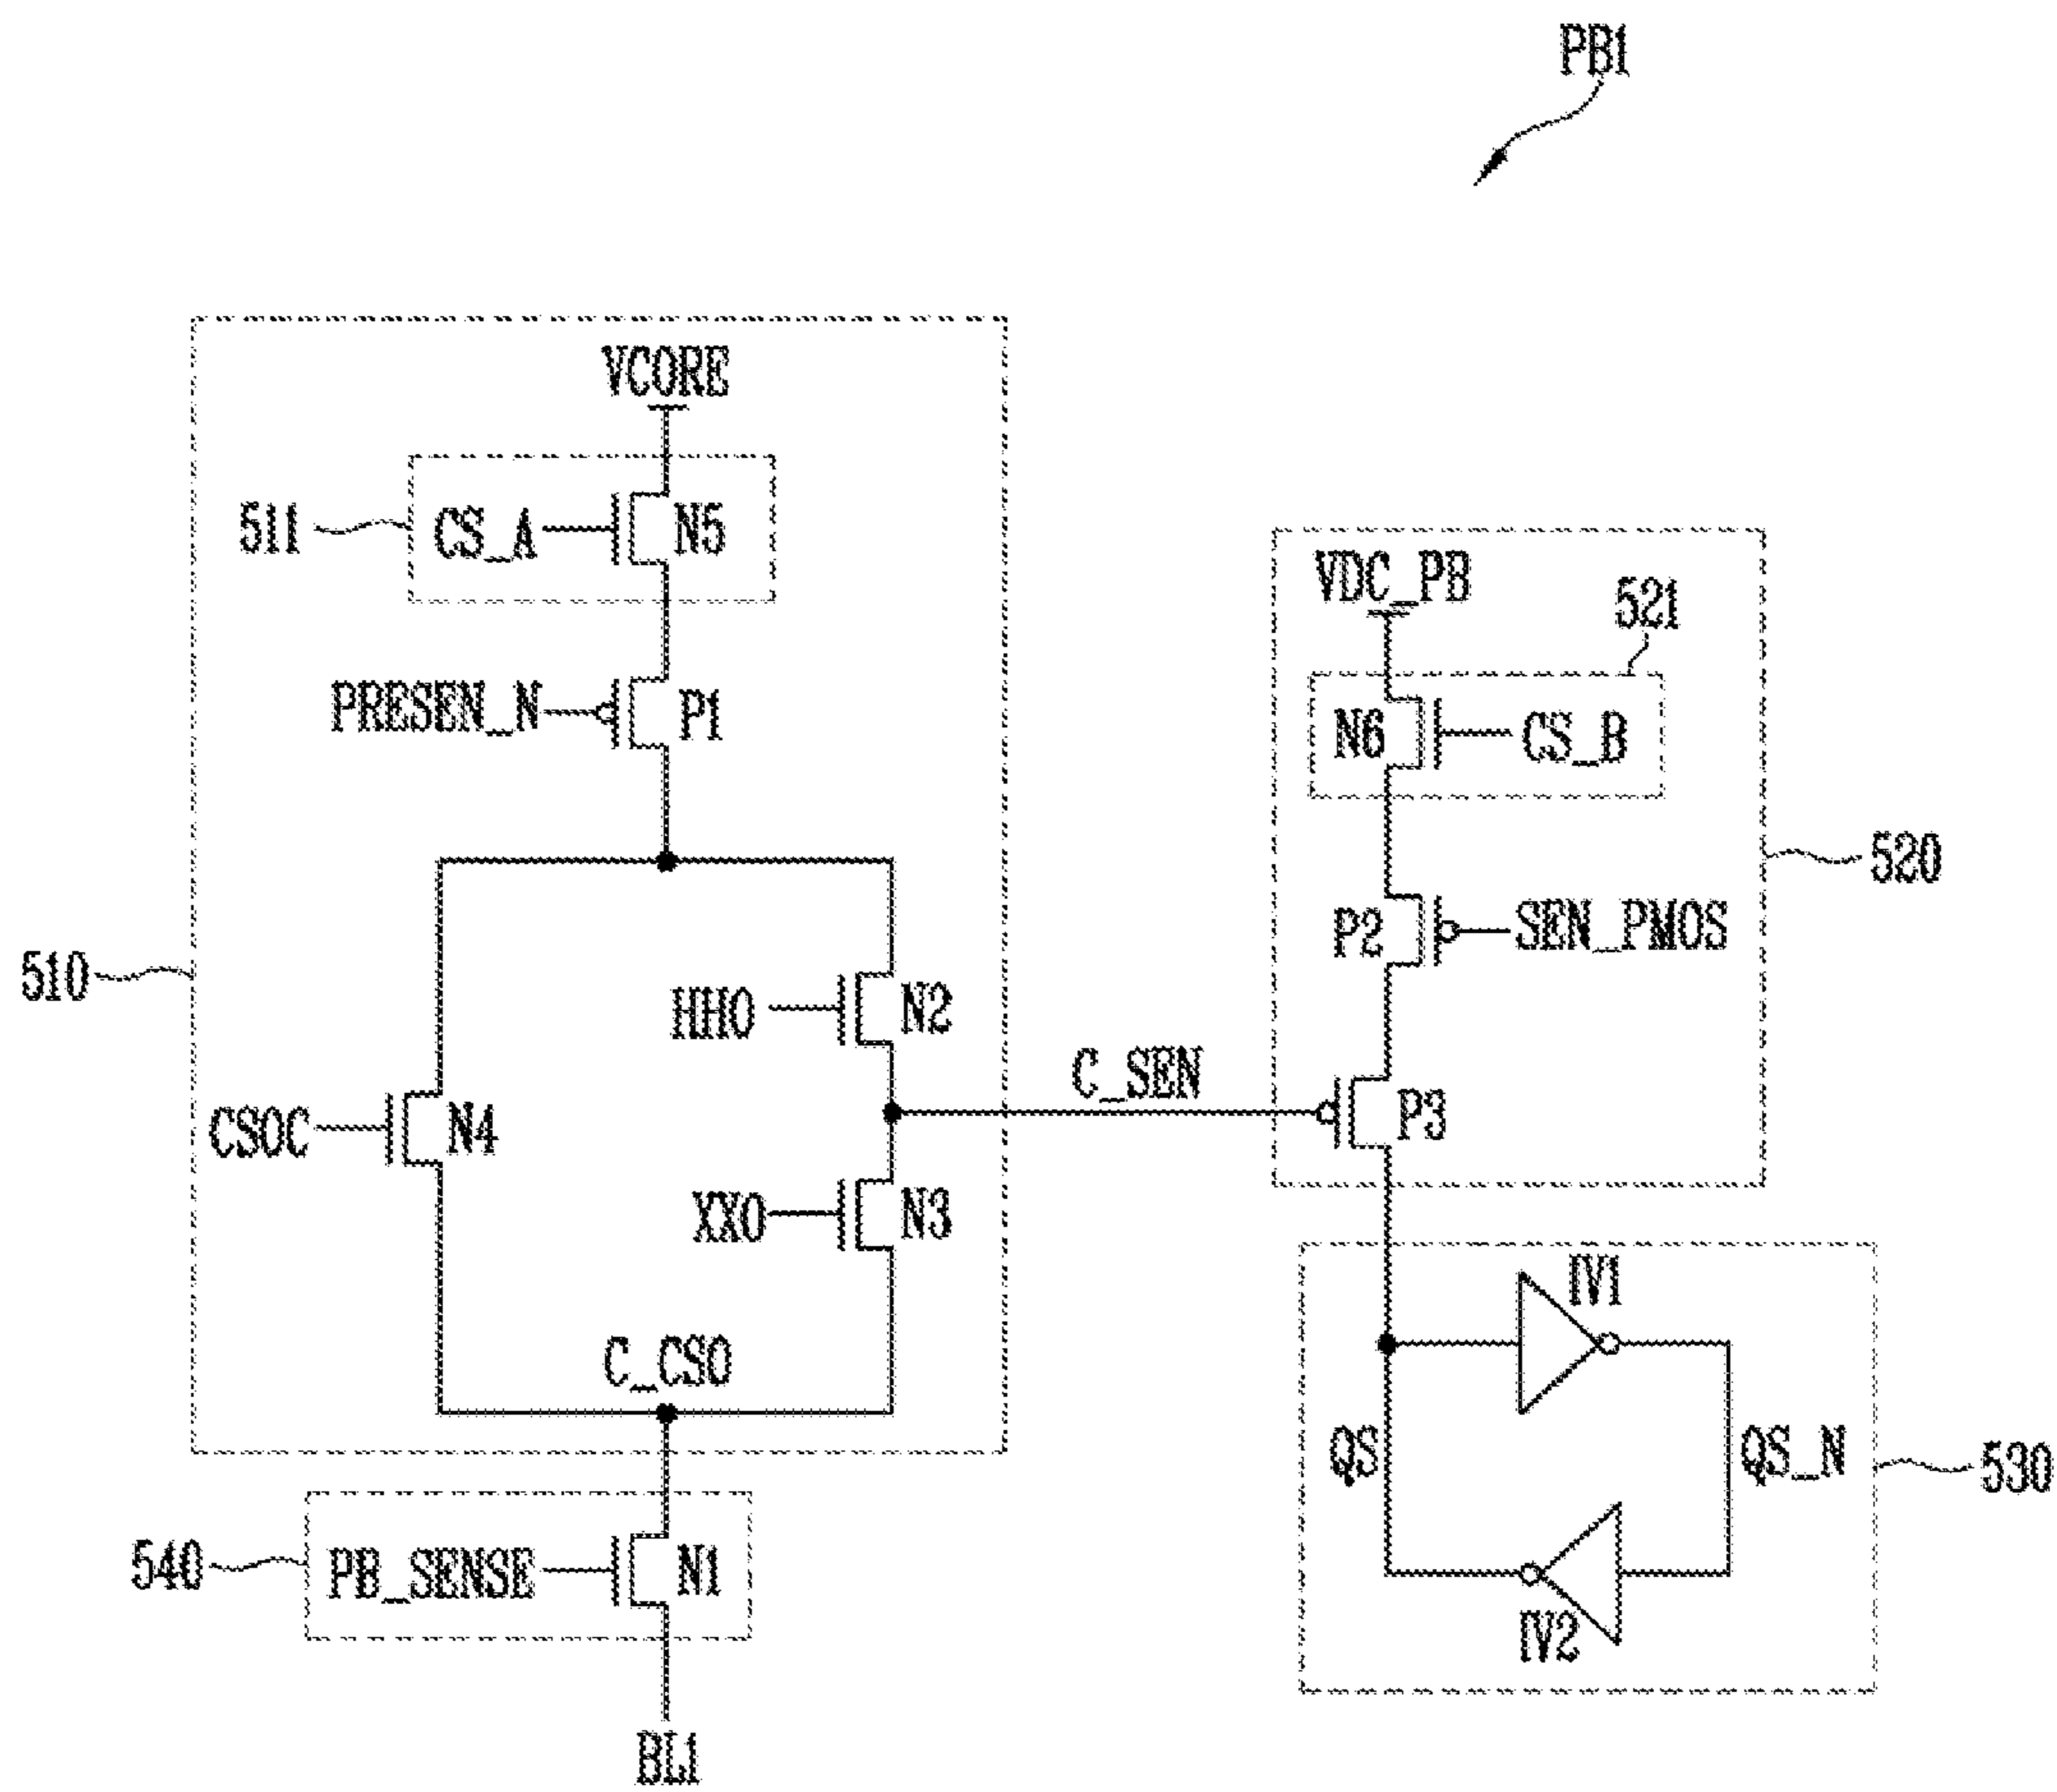 PB1
VCORE
511
CS_A
N5
VDC_PB
521
PRESEN_N
P1
N6
CS_B
520
P2
SEN_PMOS
510
HHO
N2
C_SEN
CSOC
N4
P3
XXO
N3
IV1
C_CSO
QS
QS_N
530
540
PB_SENSE
N1
IV2
BL1